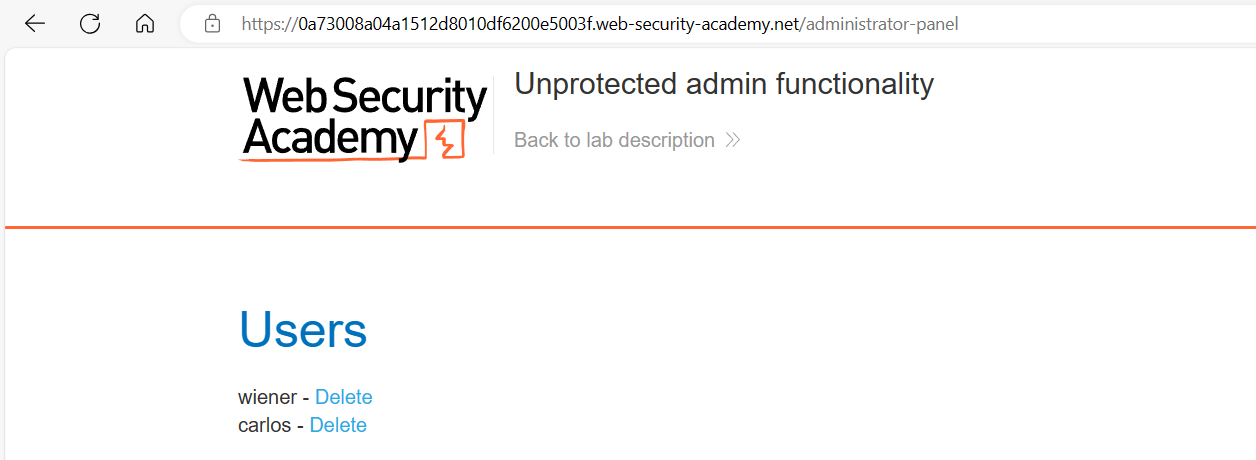 https://0a73008a04a1512d8010df6200e5003f.web-security-academy.net/administrator-panel
Web Security
Academy
Unprotected admin functionality
Back to lab description
Users
wiener - Delete
carlos - Delete